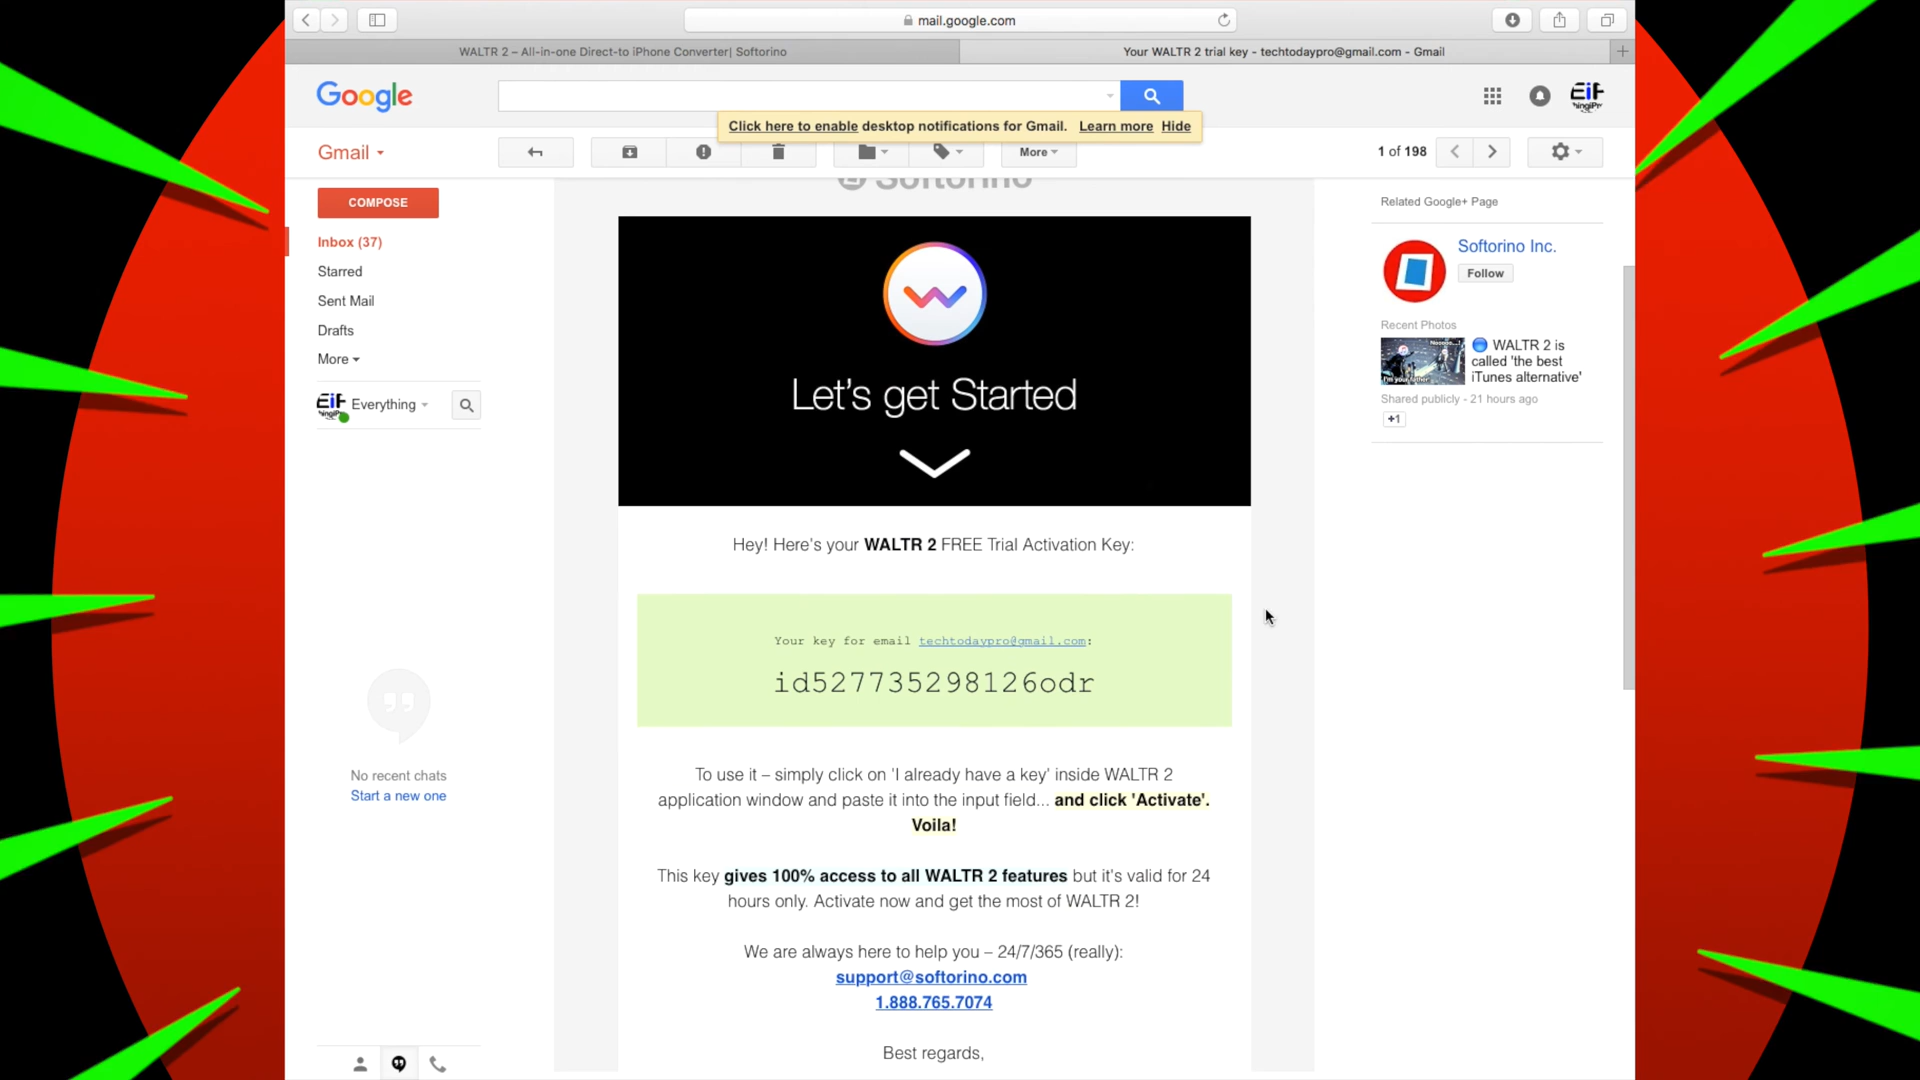 mail.google.com
WALTR 2 – All-in-one Direct-to iPhone Converter| Softorino
Your WALTR 2 trial key - techtodaypro@gmail.com - Gmail
Google
Click here to enable desktop notifications for Gmail. Learn more Hide
Gmail
More
1 of 198
Softorino
COMPOSE
Inbox (37)
Starred
Sent Mail
Drafts
More
Everything
No recent chats
Start a new one
Let's get Started
Hey! Here's your WALTR 2 FREE Trial Activation Key:
Your key for email techtodaypro@gmail.com:
id527735298126odr
To use it – simply click on 'I already have a key' inside WALTR 2
application window and paste it into the input field... and click 'Activate'.
Voila!
This key gives 100% access to all WALTR 2 features but it's valid for 24
hours only. Activate now and get the most of WALTR 2!
We are always here to help you – 24/7/365 (really):
support@softorino.com
1.888.765.7074
Best regards,
Related Google+ Page
Softorino Inc.
Follow
Recent Photos
WALTR 2 is
called 'the best
iTunes alternative'
Shared publicly - 21 hours ago
+1